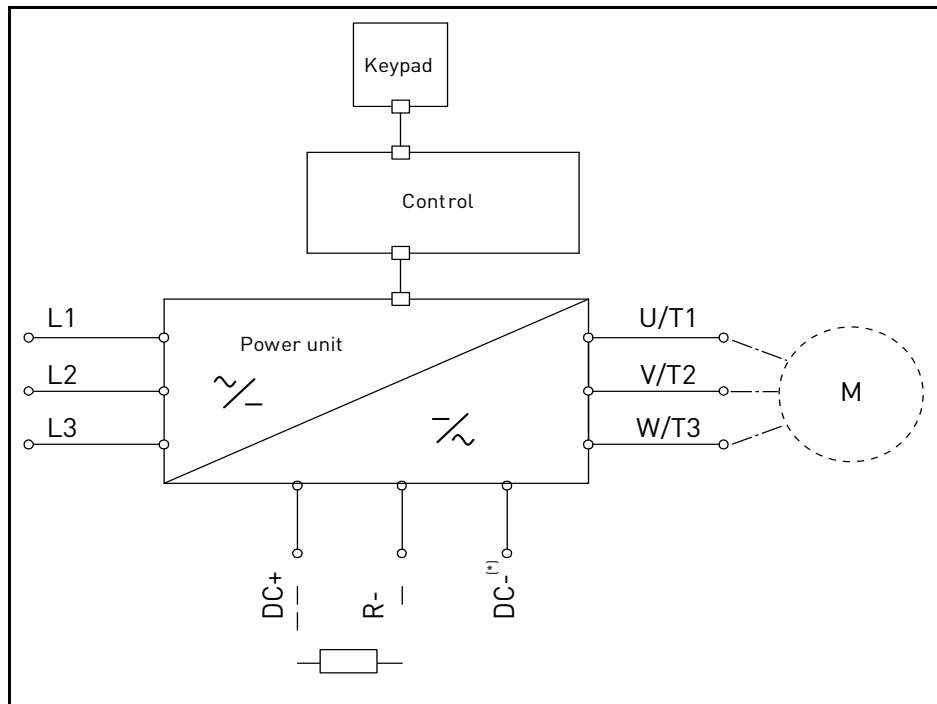 Keypad
Control
L1
Power unit
U/T1
L2
V/T2
M
L3
W/T3
DC+
R-
DC-(*)